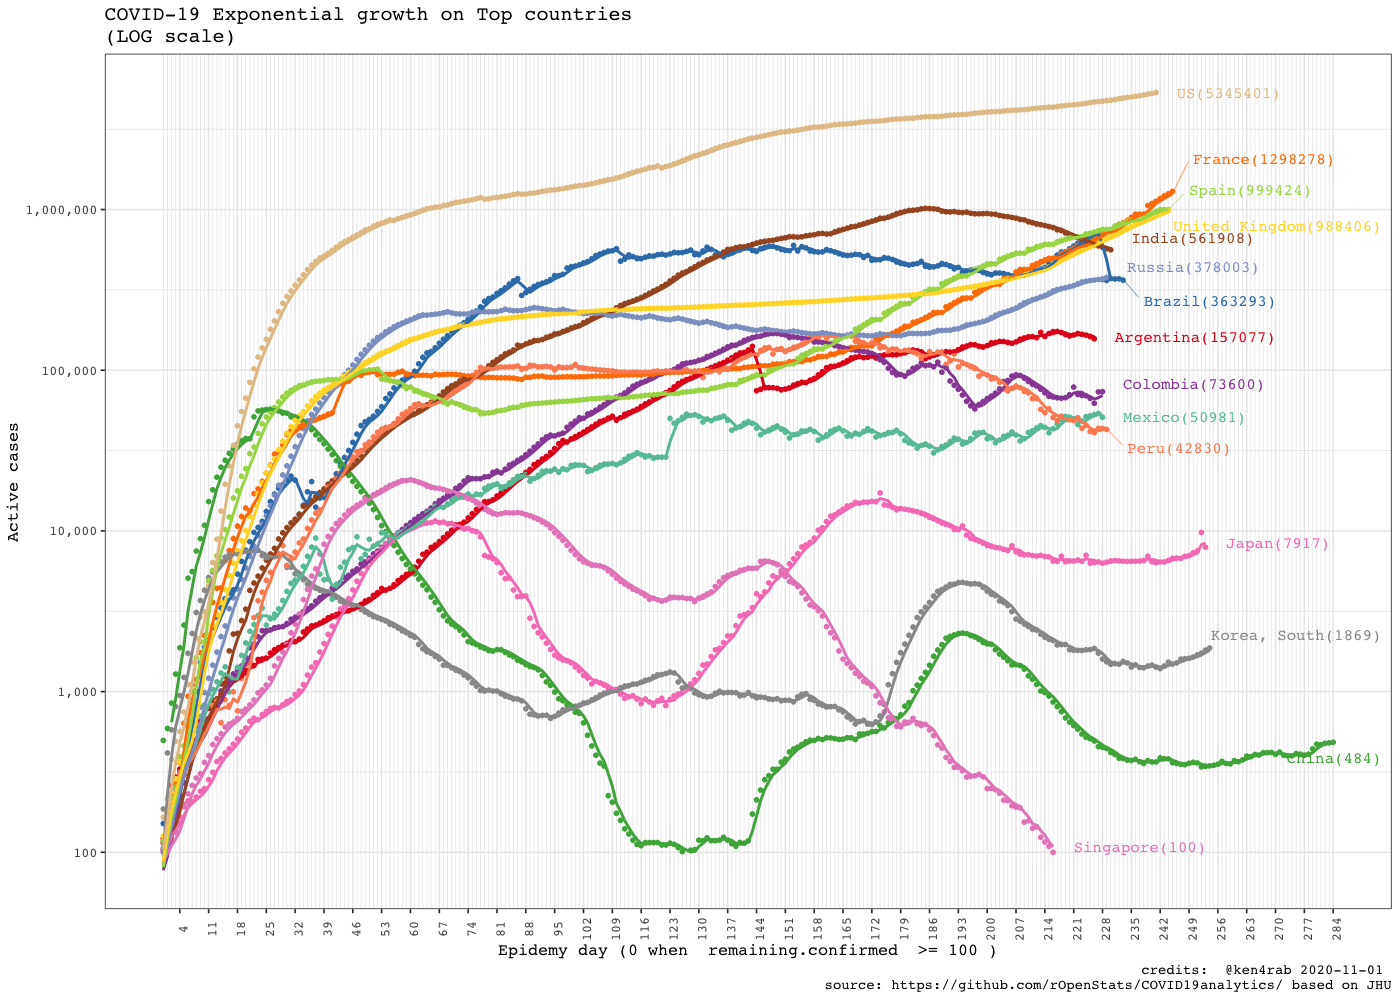 COVID-19 Exponential growth on Top countries
(LOG scale)
US(5345401)
France(1298278)
Spain(999424)
1,000,000
United Kingdom(988406)
India(561908)
Russia(378003)
Brazil(363293)
Argentina(157077)
100,000
Colombia(73600)
Mexico(50981)
Peru(42830)
Active cases
10,000
Japan(7917)
Korea, South(1869)
1,000
China(484)
Singapore(100)
100
4 11 18 25 32 39 46 53 60 67 74 81 88 95 102 109 116 123 130 137 144 151 158 165 172 179 186 193 200 207 214 221 228 235 242 249 256 263 270 277 284
Epidemy day (0 when  remaining.confirmed  >= 100 )
credits:  @ken4rab 2020-11-01
source: https://github.com/rOpenStats/COVID19analytics/ based on JHU